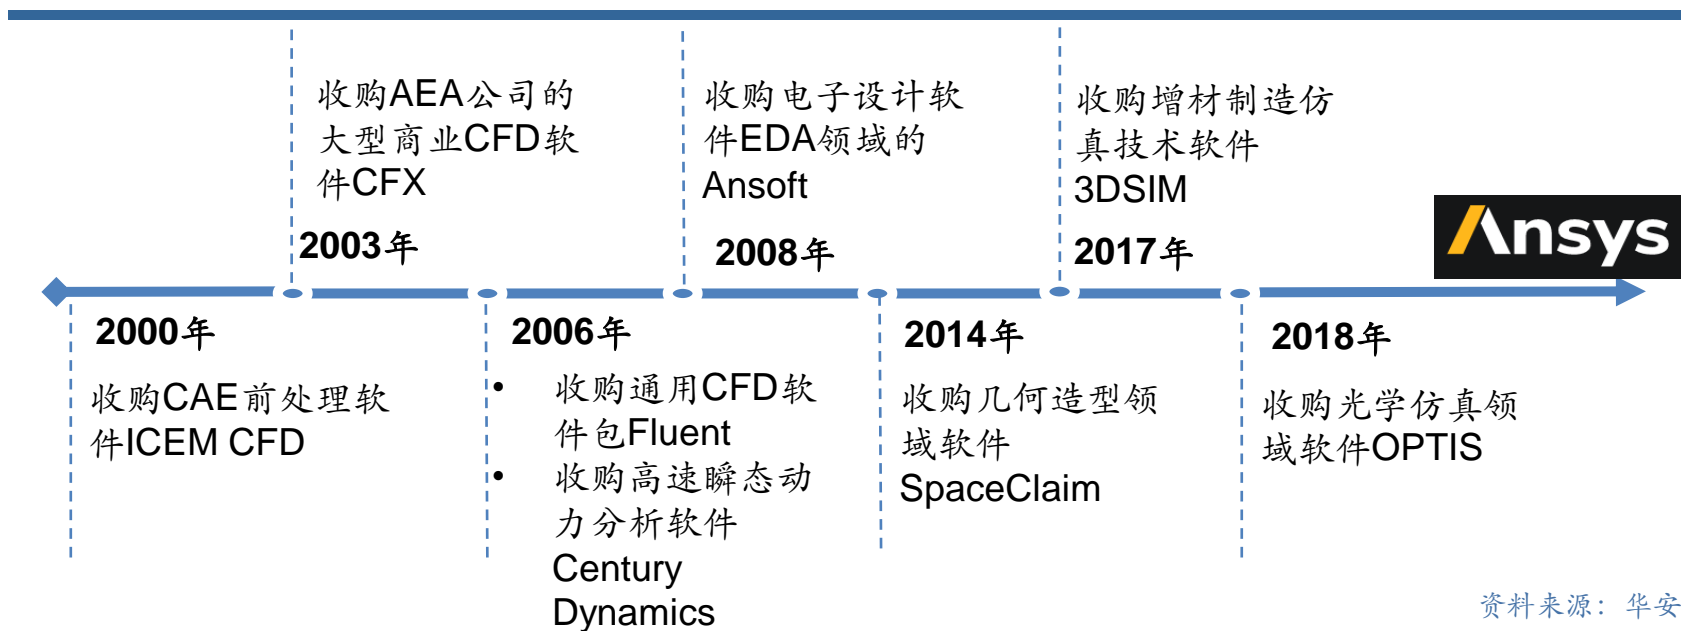 收购AEA公司的
大型商业CFD软
件CFX
2003年
收购电子设计软
件EDA领域的
Ansoft
2008年
收购增材制造仿
真技术软件
3DSIM
2017年
Ansys
2000年
收购CAE前处理软
件ICEM CFD
2006年
• 收购通用CFD软
件包Fluent
• 收购高速瞬态动
力分析软件
Century
Dynamics
2014年
收购几何造型领
域软件
SpaceClaim
2018年
收购光学仿真领
域软件OPTIS
资料来源：华安